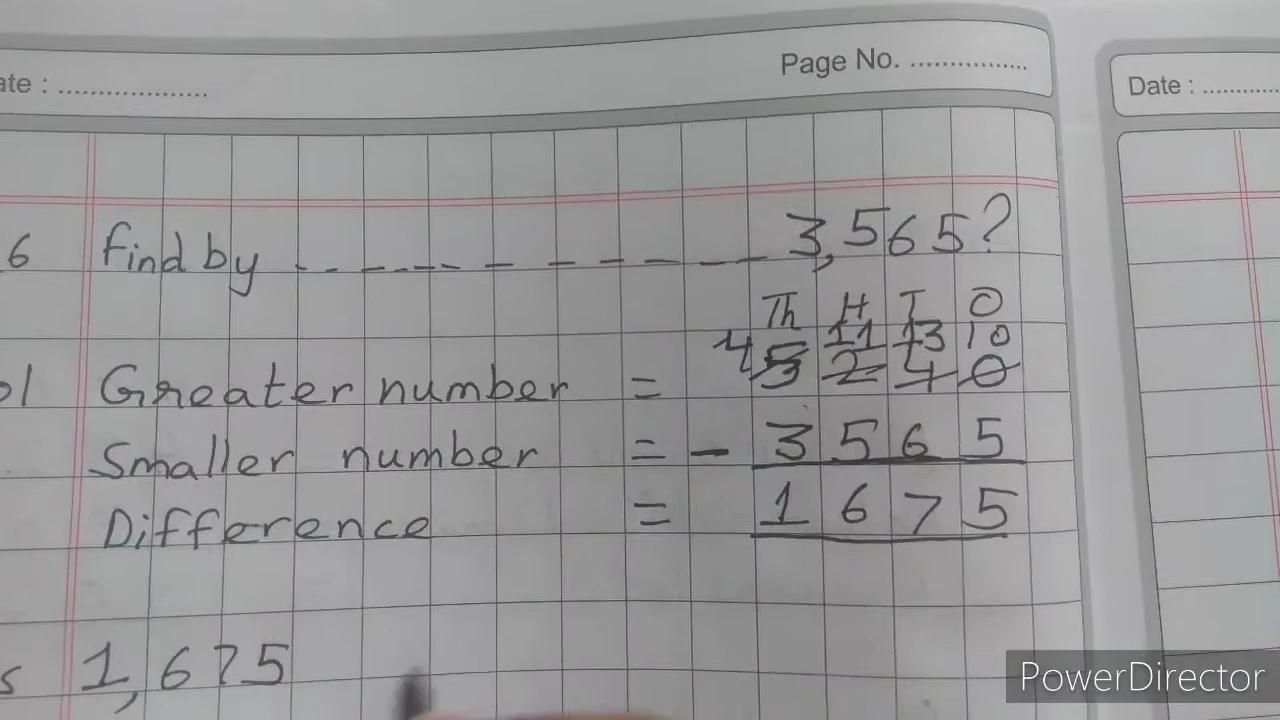 ate : ...................
Page No. ................
Date : ............
6 find by - - - - - - - - - - - 3,565?
Th H T O
4 11 13 10
ol Greater number = 5 2 4 0
Smaller number = - 3 5 6 5
Difference = 1 6 7 5
s 1,675
PowerDirector